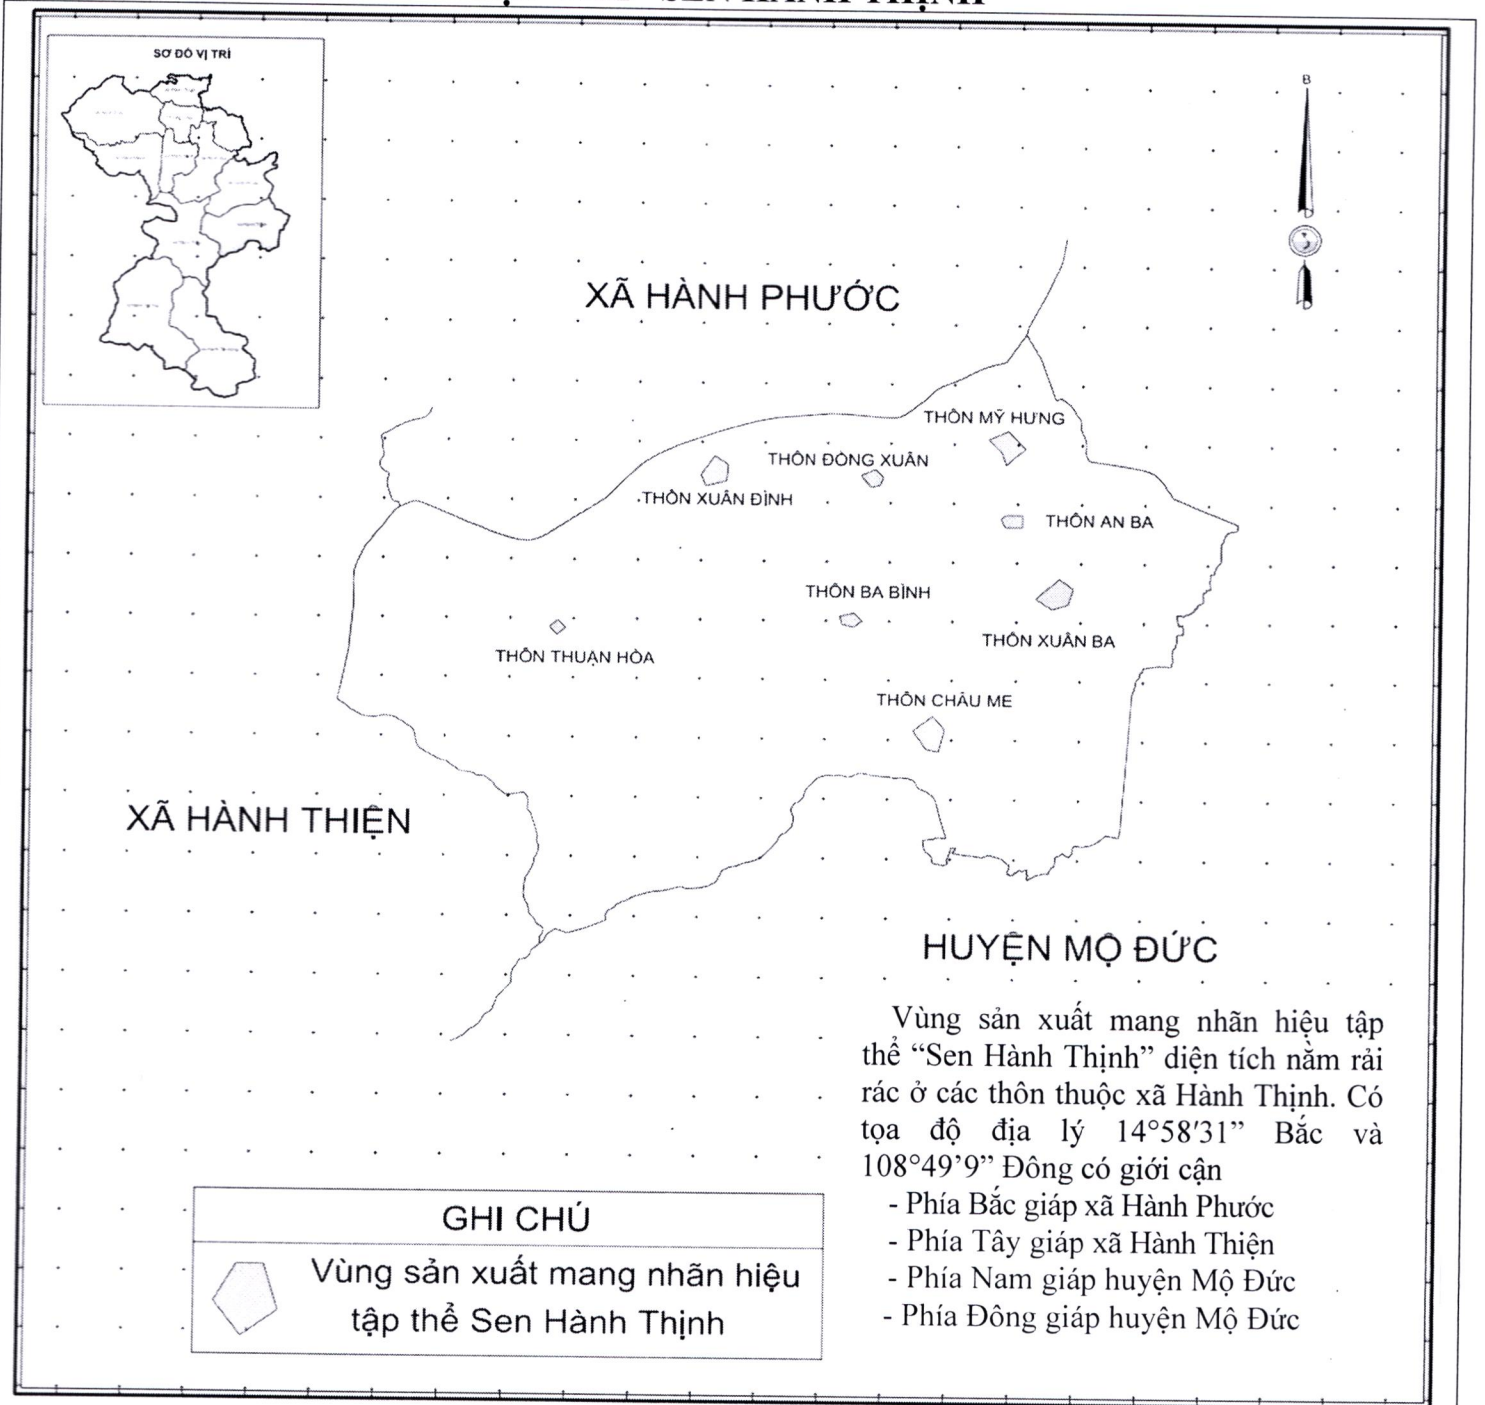 SEN HÀNH THỊNH
SƠ ĐỒ VỊ TRÍ
B
XÃ HÀNH PHƯỚC
THÔN MỸ HƯNG
THÔN ĐỒNG XUÂN
THÔN XUÂN ĐÌNH
THÔN AN BA
THÔN BA BÌNH
THÔN XUÂN BA
THÔN THUẬN HÒA
THÔN CHÂU ME
XÃ HÀNH THIỆN
HUYỆN MỘ ĐỨC
Vùng sản xuất mang nhãn hiệu tập
thể “Sen Hành Thịnh” diện tích nằm rải
rác ở các thôn thuộc xã Hành Thịnh. Có
tọa độ địa lý 14°58′31” Bắc và
108°49’9” Đông có giới cận
- Phía Bắc giáp xã Hành Phước
- Phía Tây giáp xã Hành Thiện
- Phía Nam giáp huyện Mộ Đức
- Phía Đông giáp huyện Mộ Đức
GHI CHÚ
Vùng sản xuất mang nhãn hiệu
tập thể Sen Hành Thịnh